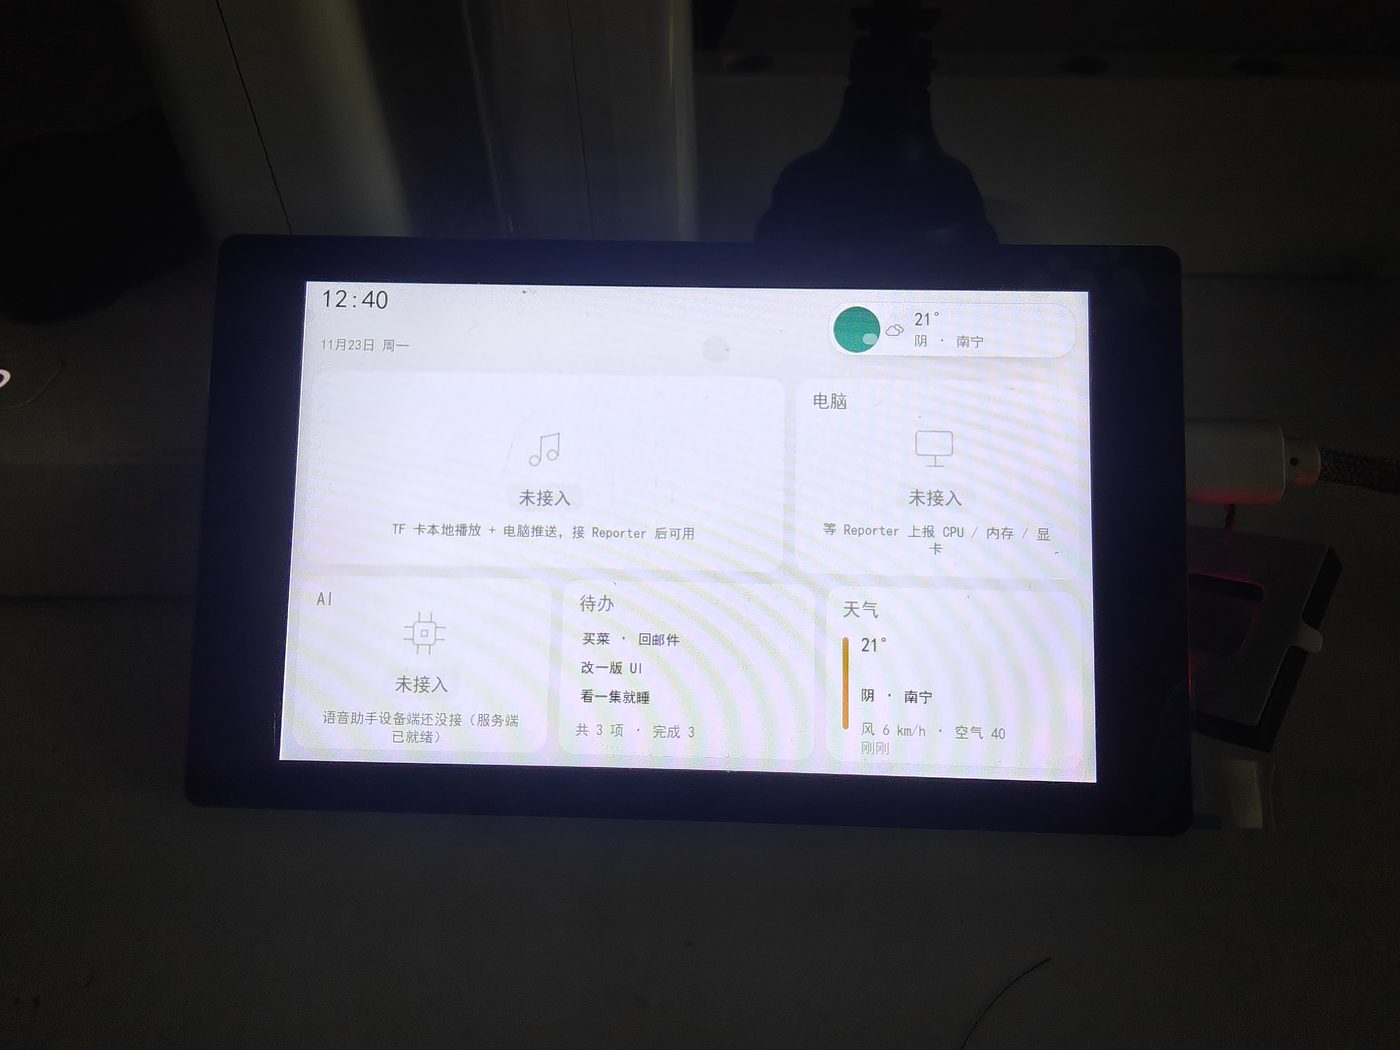 12:40
11月23日 周一
21°
阴 · 南宁
未接入
TF 卡本地播放 + 电脑推送, 接 Reporter 后可用
电脑
未接入
等 Reporter 上报 CPU / 内存 / 显
卡
AI
未接入
语音助手设备端还没接（服务端
已就绪）
待办
买菜 · 回邮件
改一版 UI
看一集就睡
共 3 项 · 完成 3
天气
21°
阴 · 南宁
风 6 km/h · 空气 40
刚刚